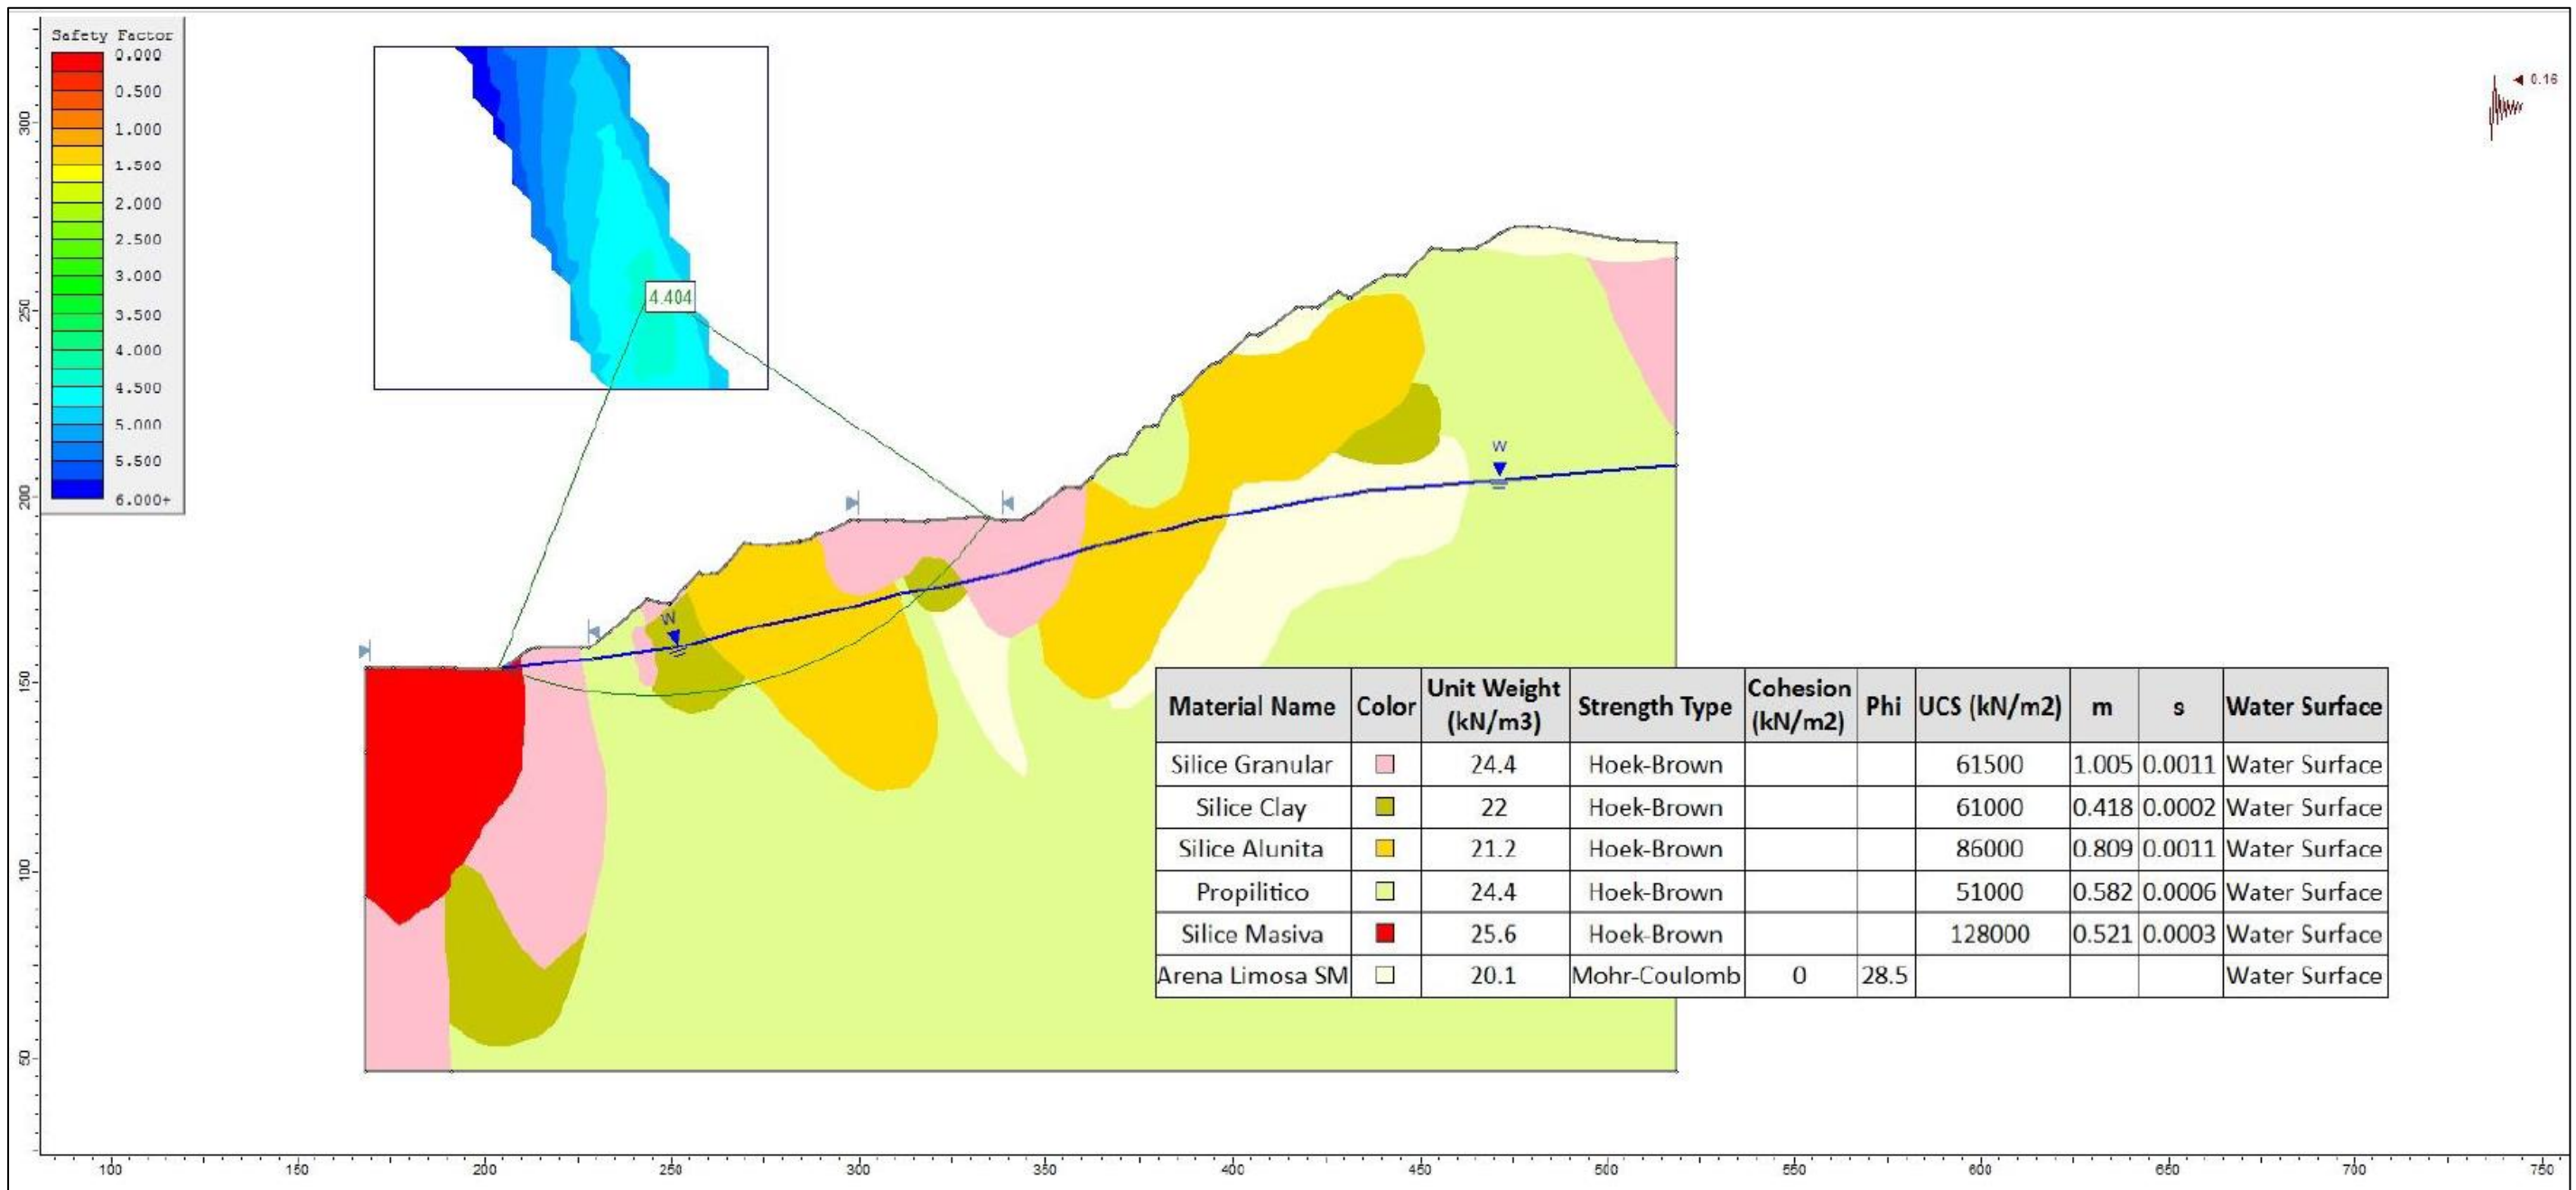 Safety Factor
0.000
0.500
1.000
1.500
2.000
2.500
3.000
3.500
4.000
4.500
5.000
5.500
6.000+
300
250
200
150
100
50
4.404
0.16
W
W
Material Name Color Unit Weight (kN/m3) Strength Type Cohesion (kN/m2) Phi UCS (kN/m2) m s Water Surface
Silice Granular 24.4 Hoek-Brown 61500 1.005 0.0011 Water Surface
Silice Clay 22 Hoek-Brown 61000 0.418 0.0002 Water Surface
Silice Alunita 21.2 Hoek-Brown 86000 0.809 0.0011 Water Surface
Propilitico 24.4 Hoek-Brown 51000 0.582 0.0006 Water Surface
Silice Masiva 25.6 Hoek-Brown 128000 0.521 0.0003 Water Surface
Arena Limosa SM 20.1 Mohr-Coulomb 0 28.5 Water Surface
100 150 200 250 300 350 400 450 500 550 600 650 700 750